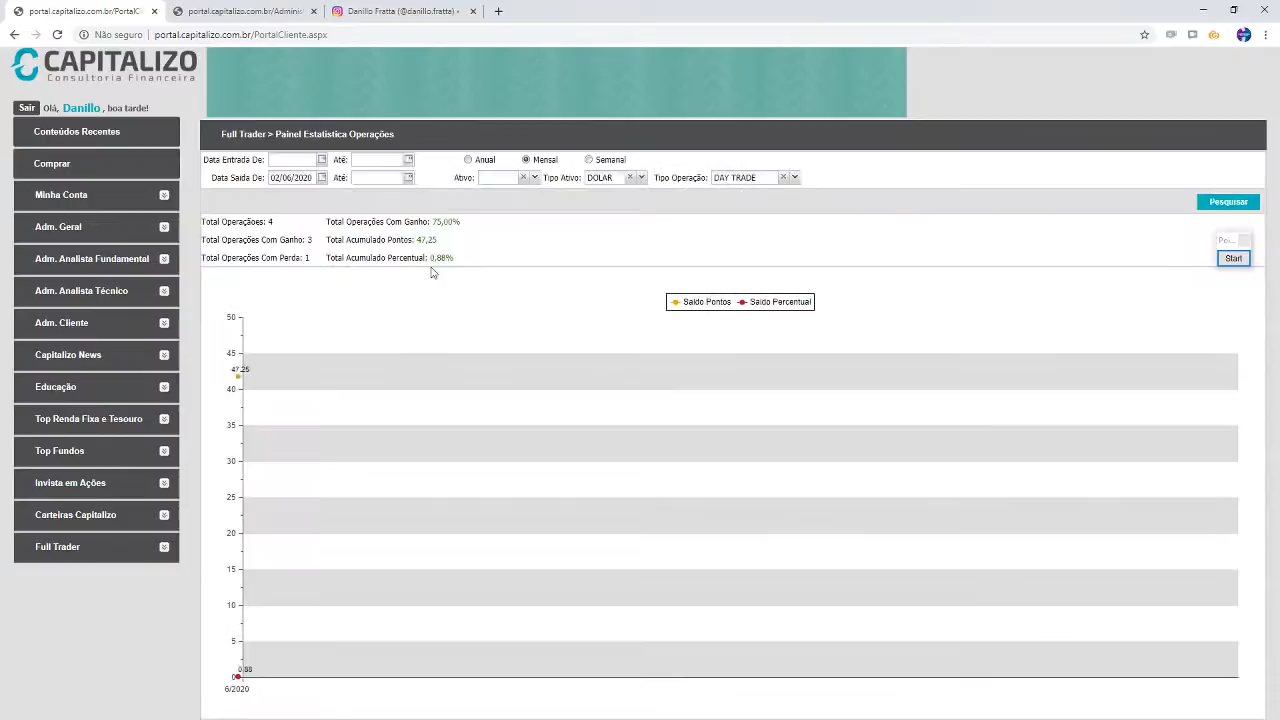 portal.capitalizo.com.br/PortalC
portal.capitalizo.com.br/Adminis
Danillo Fratta (@danillo.fratta)
Não seguro
portal.capitalizo.com.br/PortalCliente.aspx
CAPITALIZO
Consultoria Financeira
Sair Olá, Danillo , boa tarde!
Conteúdos Recentes
Comprar
Minha Conta
Adm. Geral
Adm. Analista Fundamental
Adm. Analista Técnico
Adm. Cliente
Capitalizo News
Educação
Top Renda Fixa e Tesouro
Top Fundos
Invista em Ações
Carteiras Capitalizo
Full Trader
Full Trader > Painel Estatistica Operações
Data Entrada De: Até: Anual Mensal Semanal
Data Saida De: 02/06/2020 Até: Ativo: Tipo Ativo: DOLAR Tipo Operação: DAY TRADE
Pesquisar
Total Operaçãoes: 4 Total Operações Com Ganho: 75,00%
Total Operações Com Ganho: 3 Total Acumulado Pontos: 47,25
Total Operações Com Perda: 1 Total Acumulado Percentual: 0,88%
Poi...
Start
Saldo Pontos Saldo Percentual
50
45
47.25
40
35
30
25
20
15
10
5
0.88
0
6/2020